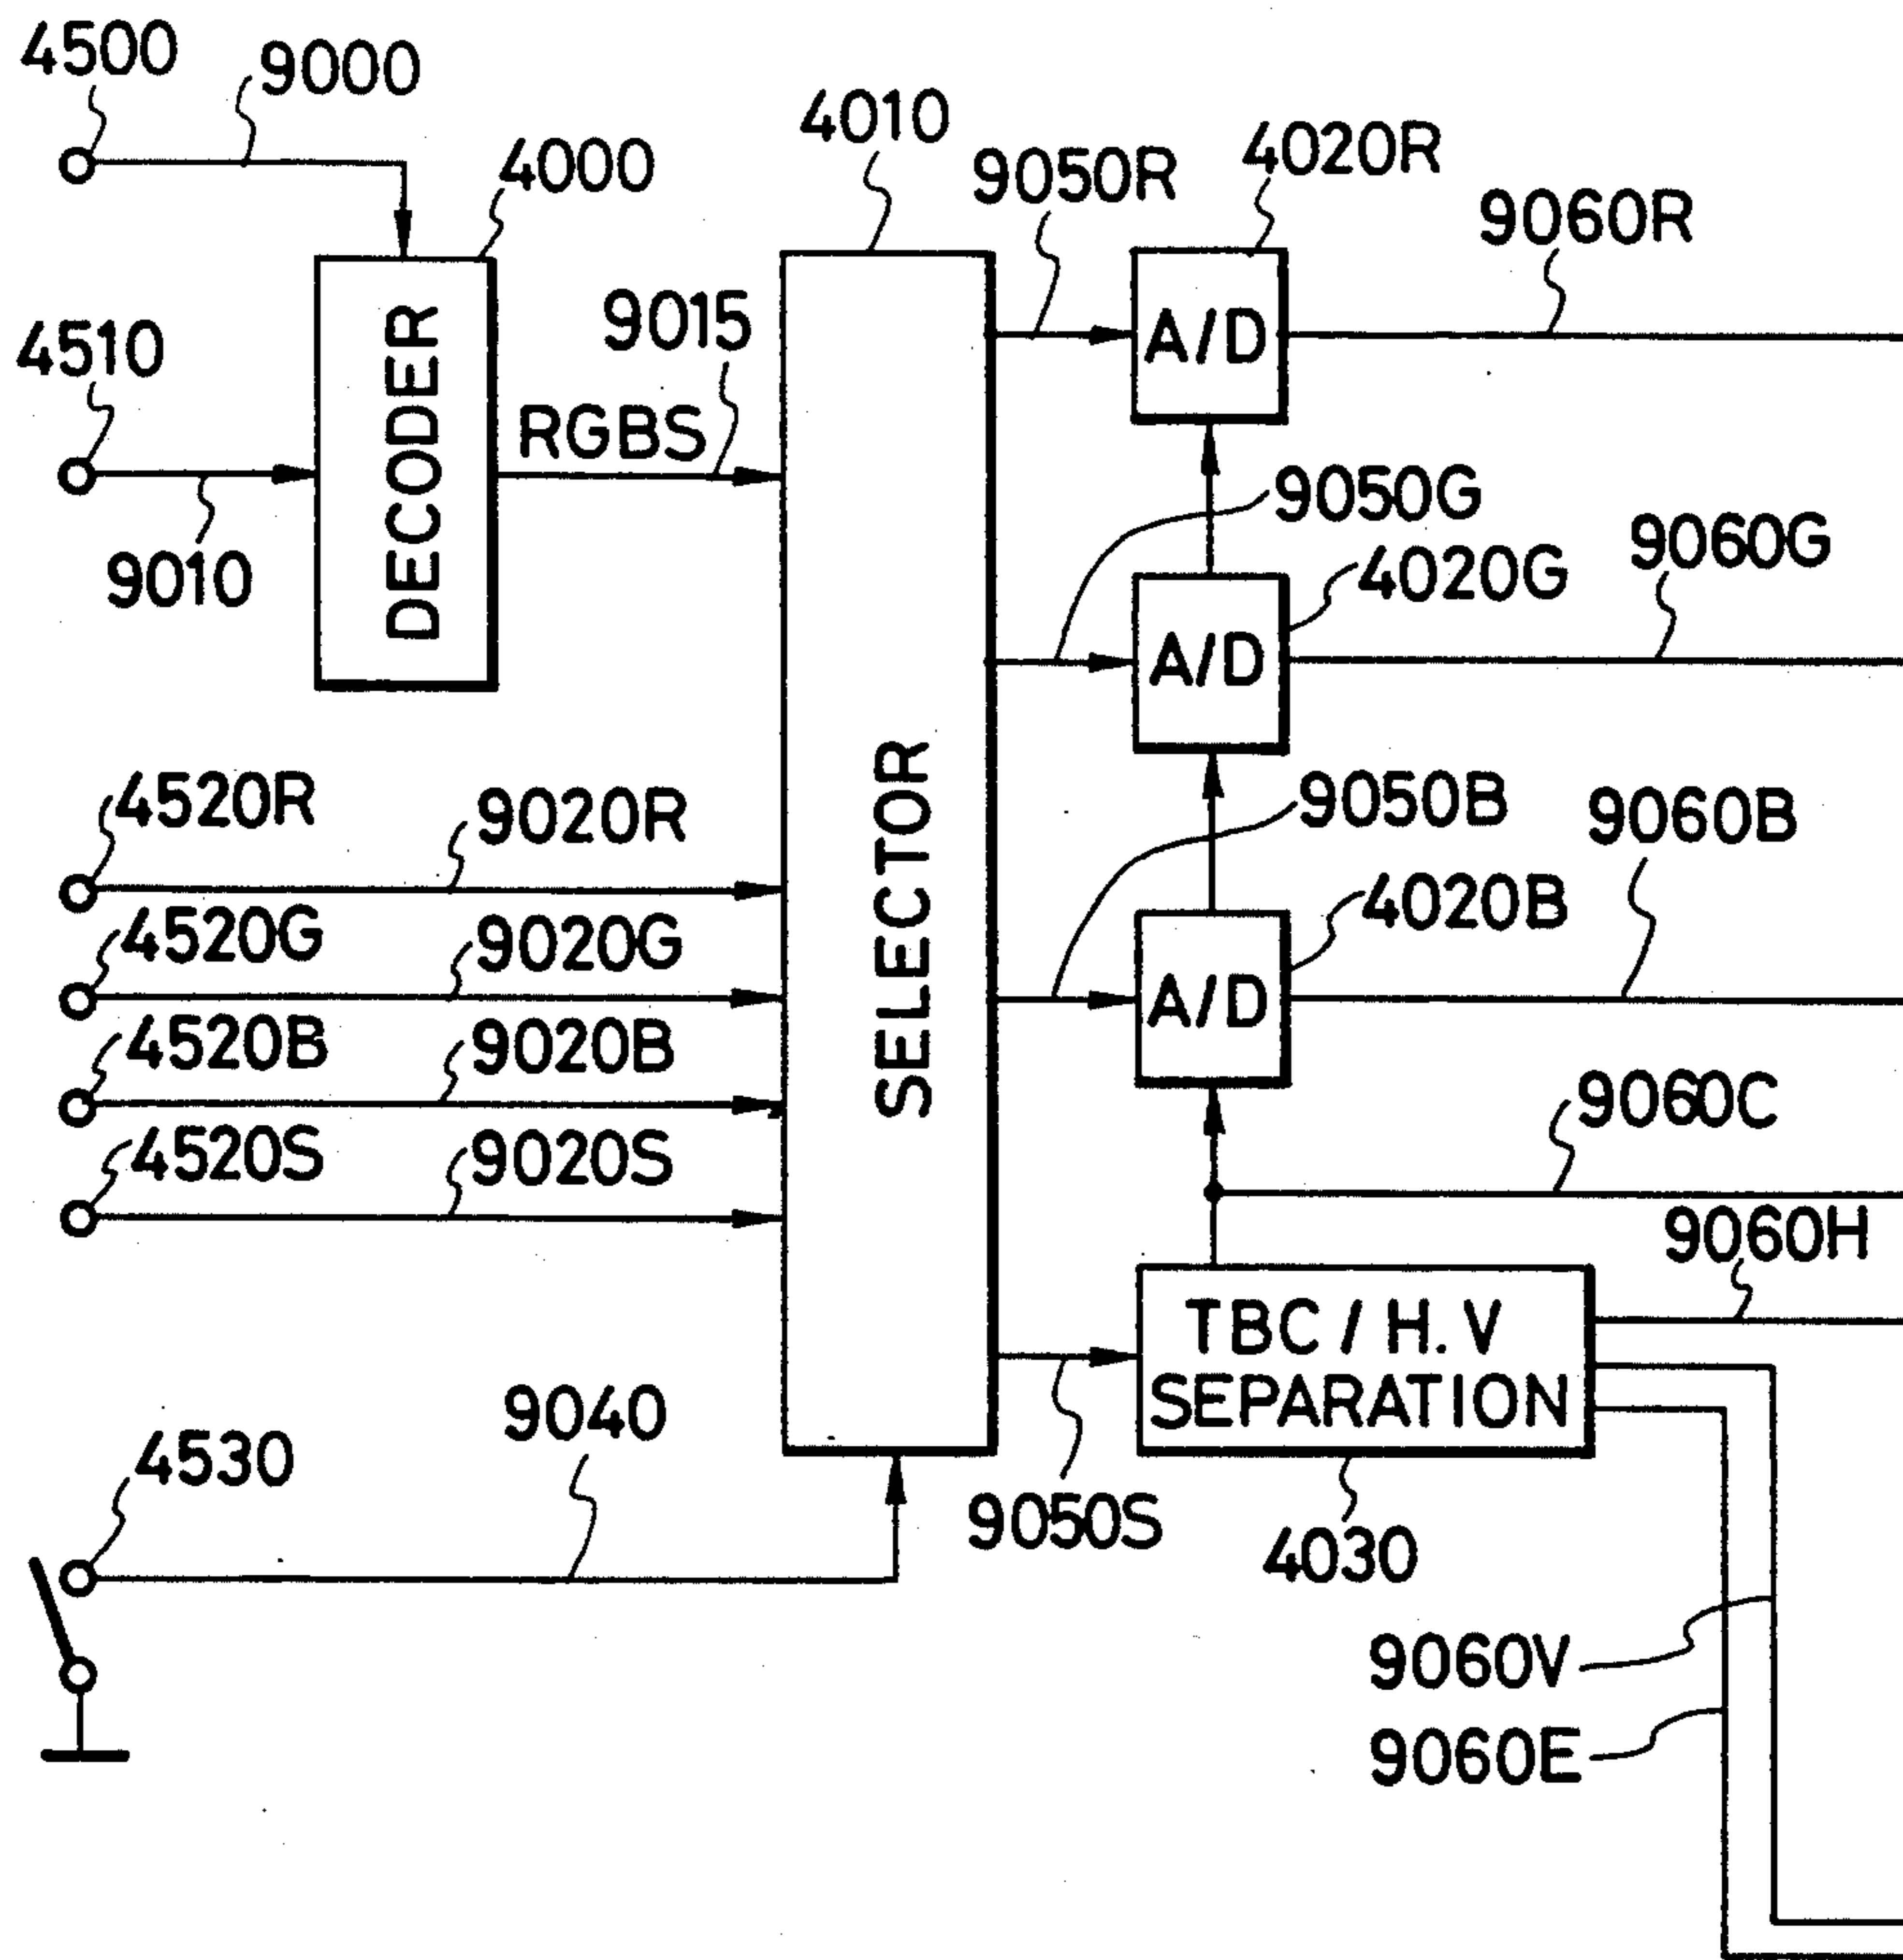 4500
9000
4000
4010
9050R
4020R
9060R
4510
9015
DECODER
RGBS
A/D
9010
9050G
4020G
9060G
A/D
4520R
9020R
SELECTOR
9050B
9060B
4520G
9020G
4020B
A/D
4520B
9020B
9060C
4520S
9020S
9060H
TBC / H. V
SEPARATION
9040
4530
9050S
4030
9060V
9060E